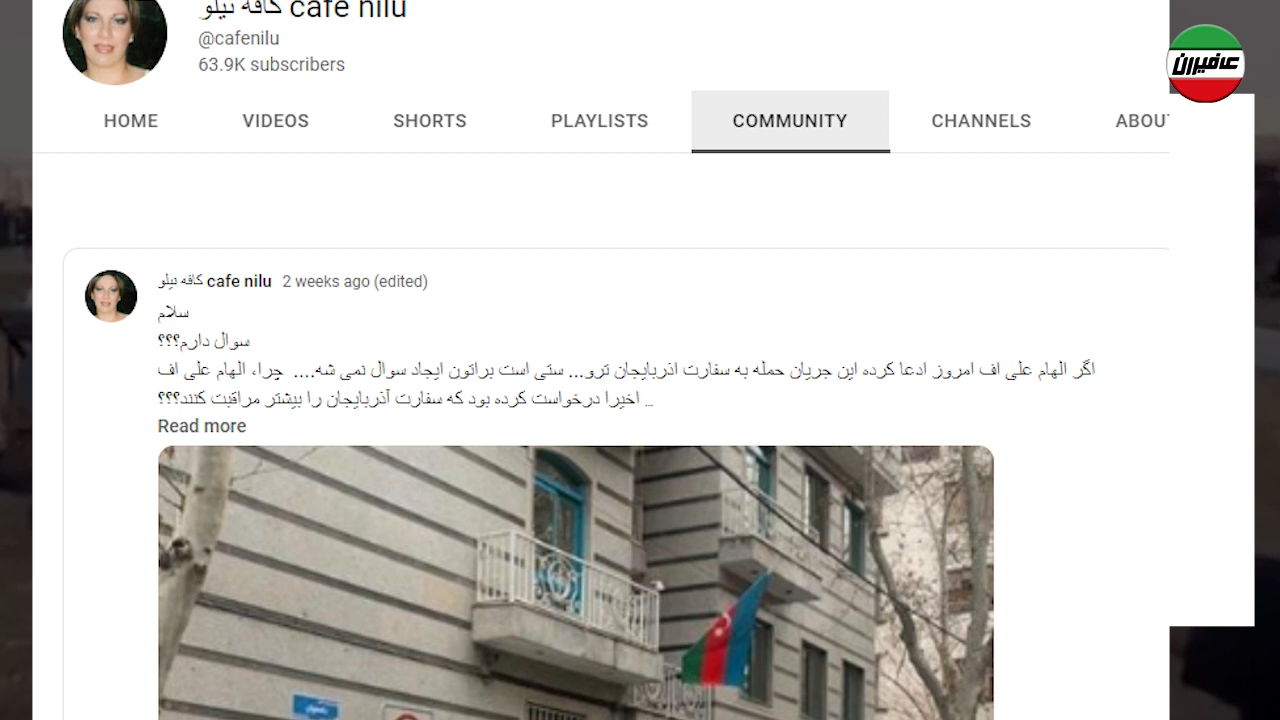 کافه نیلو cafe nilu
@cafenilu
63.9K subscribers
عافیران
HOME VIDEOS SHORTS PLAYLISTS COMMUNITY CHANNELS ABOUT
کافه نیلو cafe nilu 2 weeks ago (edited)
سلام
سوال دارم؟؟؟
اگر الهام علی اف امروز ادعا کرده این جریان حمله به سفارت اذربایجان ترو... ستی است براتون ایجاد سوال نمی شه.... چرا، الهام علی اف
اخیرا درخواست کرده بود که سفارت آذربایجان را بیشتر مراقبت کنند؟؟؟ ...
Read more